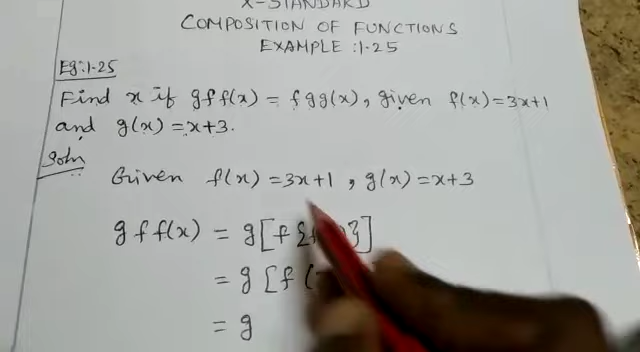 X-STANDARD
COMPOSITION OF FUNCTIONS
EXAMPLE :1.25
Eg:1.25
Find x if gff(x) = fgg(x), given f(x)=3x+1
and g(x)=x+3.
Soln
Given f(x)=3x+1, g(x)=x+3
gff(x) = g[f{f(x)}]
= g[f(
= g